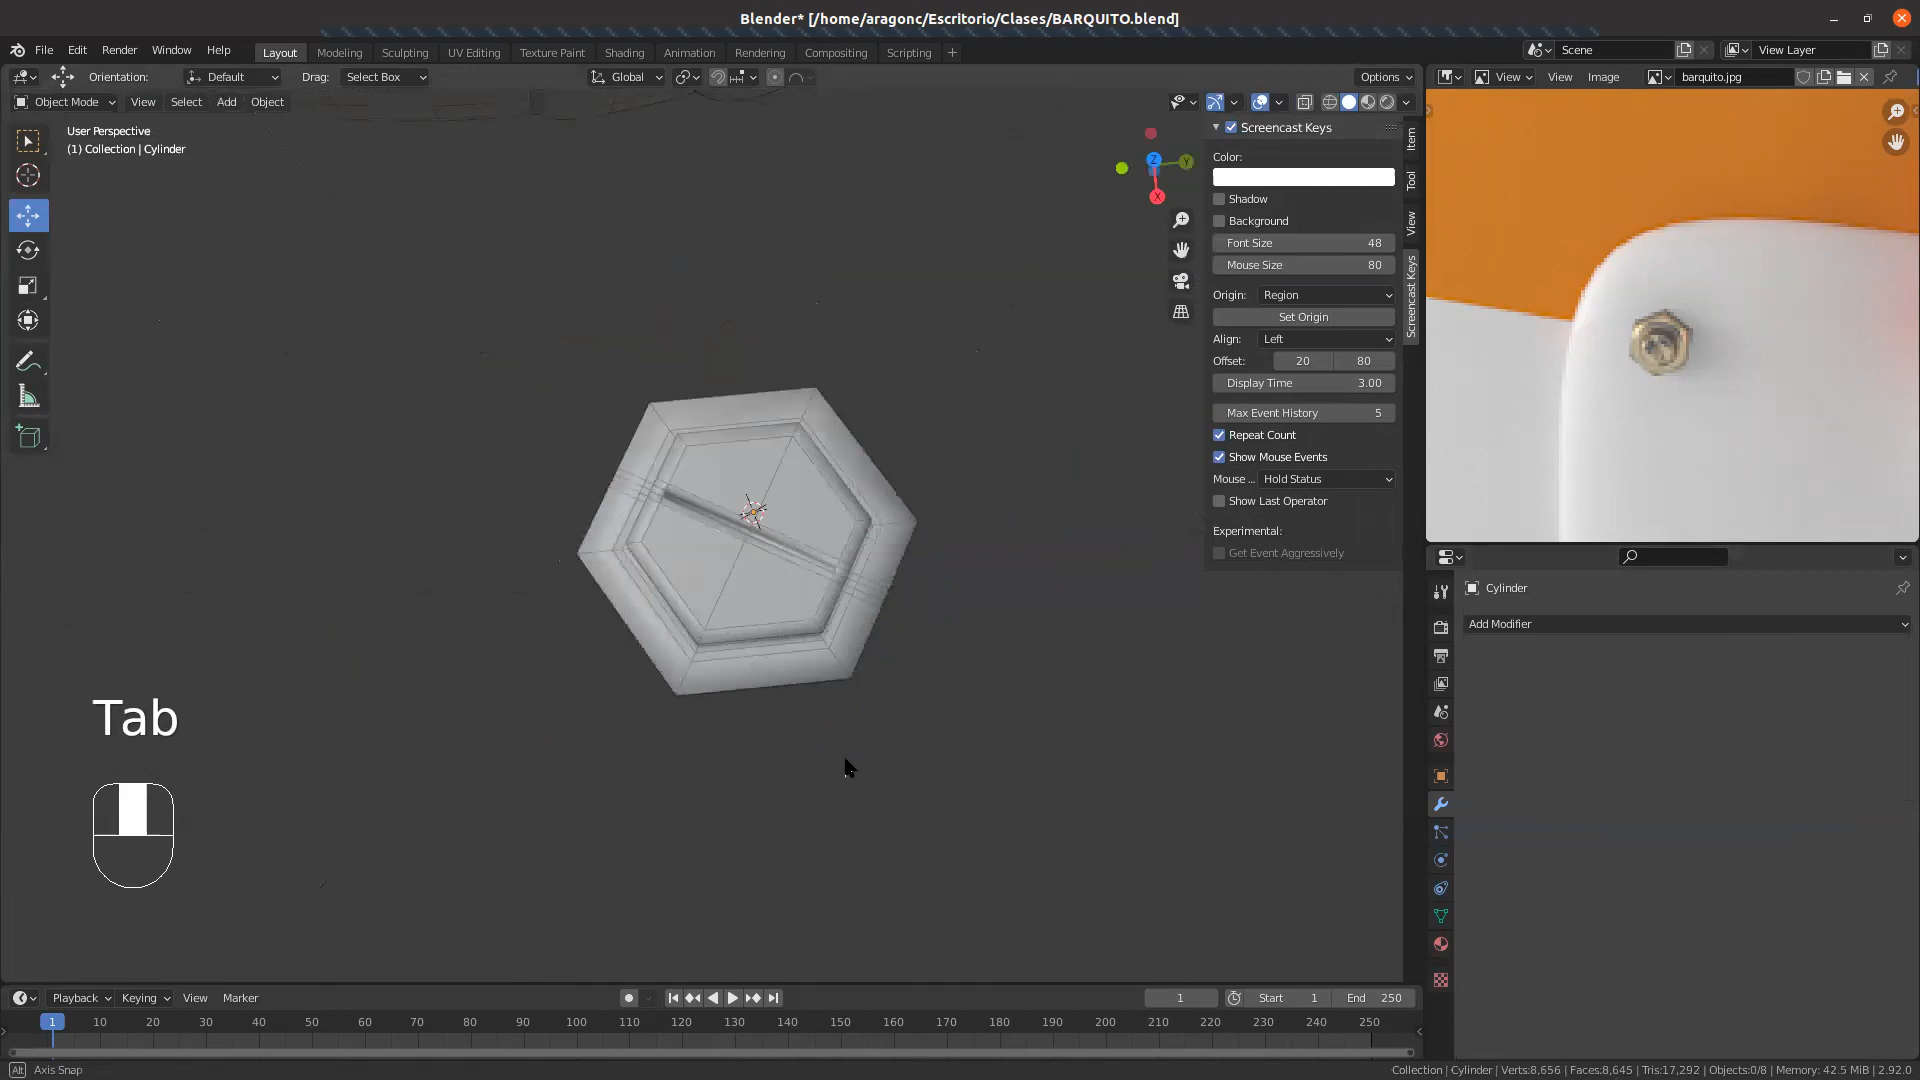 Blender* [/home/aragonc/Escritorio/Clases/BARQUITO.blend]
File Edit Render Window Help Layout Modeling Sculpting UV Editing Texture Paint Shading Animation Rendering Compositing Scripting Scene View Layer
Orientation: Default Drag: Select Box Global Options View View Image barquito.jpg
Object Mode View Select Add Object
User Perspective
(1) Collection | Cylinder
Screencast Keys
Color:
Shadow
Background
Font Size 48
Mouse Size 80
Origin: Region
Set Origin
Align: Left
Offset: 20 80
Display Time 3.00
Max Event History 5
Repeat Count
Show Mouse Events
Mouse ... Hold Status
Show Last Operator
Experimental:
Get Event Aggressively
Item
Tool
View
Screencast Keys
X
Y
Z
Cylinder
Add Modifier
Tab
Playback Keying View Marker 1 Start 1 End 250
1 10 20 30 40 50 60 70 80 90 100 110 120 130 140 150 160 170 180 190 200 210 220 230 240 250
Alt Axis Snap Collection | Cylinder | Verts:8,656 | Faces:8,645 | Tris:17,292 | Objects:0/8 | Memory: 42.5 MiB | 2.92.0